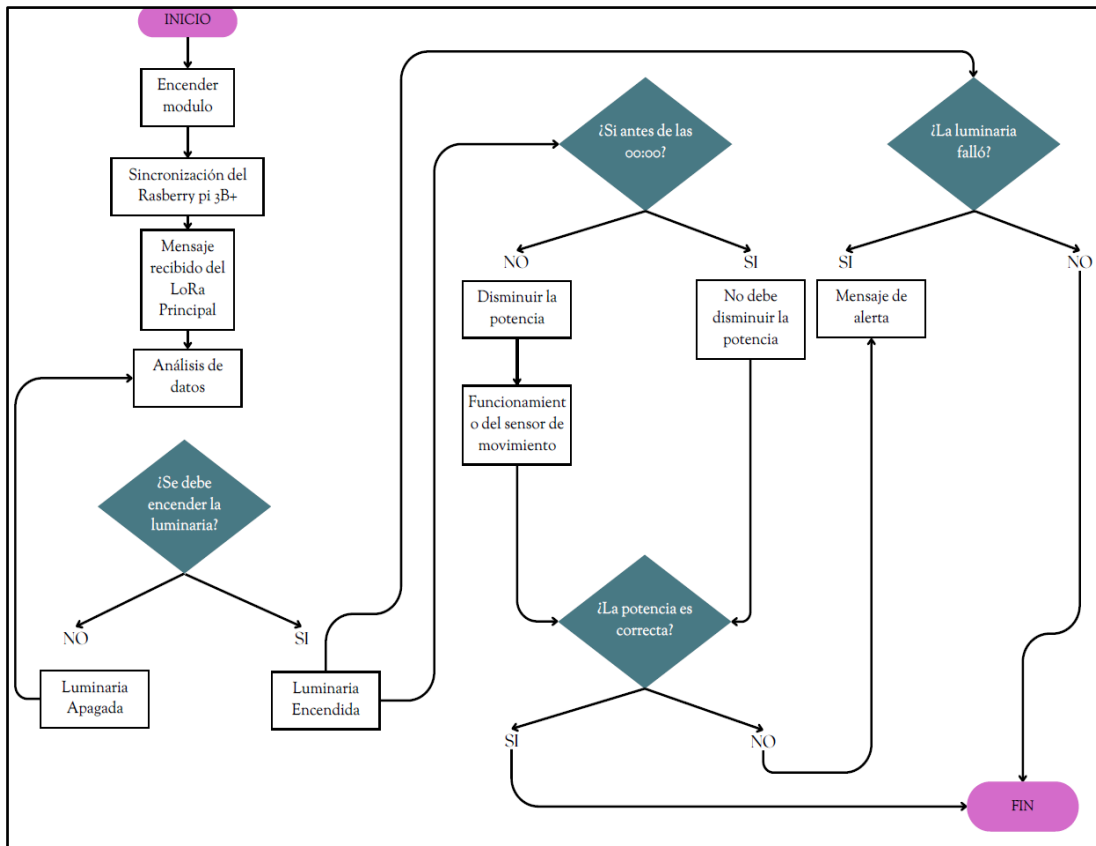 INICIO
Encender
modulo
Sincronización del
Rasberry pi 3B+
Mensaje
recibido del
LoRa
Principal
Análisis de
datos
¿Se debe
encender la
luminaria?
NO
SI
Luminaria
Apagada
Luminaria
Encendida
¿Si antes de las
00:00?
NO
SI
Disminuir la
potencia
No debe
disminuir la
potencia
Funcionamient
o del sensor de
movimiento
¿La potencia es
correcta?
SI
NO
¿La luminaria
falló?
SI
NO
Mensaje de
alerta
FIN